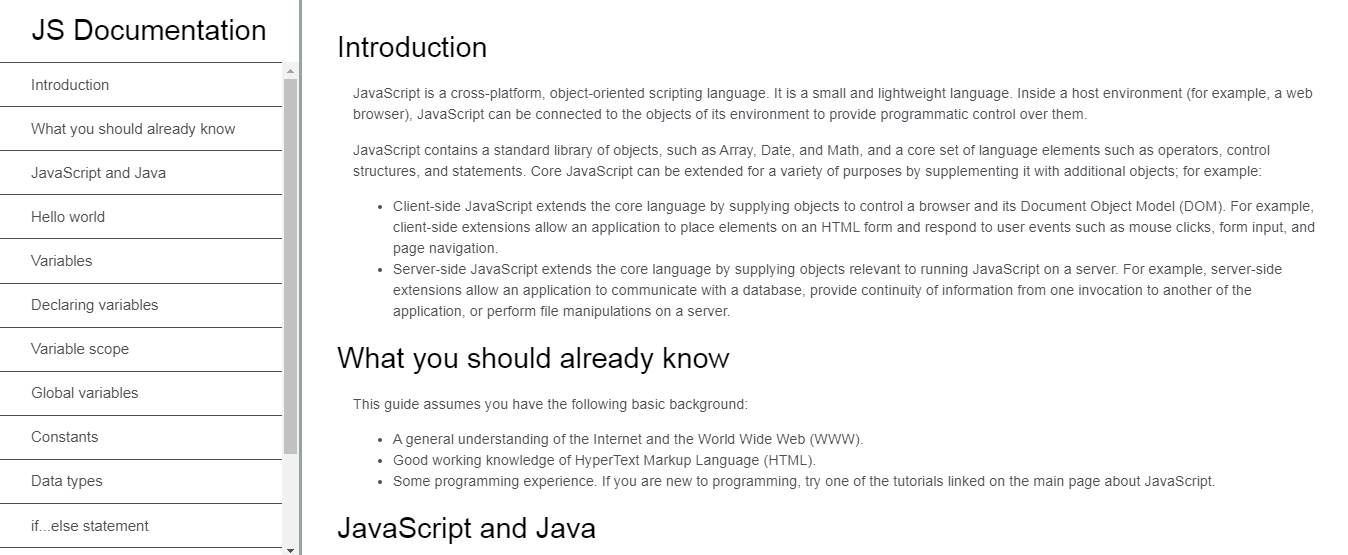 JS Documentation
Introduction
What you should already know
JavaScript and Java
Hello world
Variables
Declaring variables
Variable scope
Global variables
Constants
Data types
if...else statement
Introduction
JavaScript is a cross-platform, object-oriented scripting language. It is a small and lightweight language. Inside a host environment (for example, a web
browser), JavaScript can be connected to the objects of its environment to provide programmatic control over them.
JavaScript contains a standard library of objects, such as Array, Date, and Math, and a core set of language elements such as operators, control
structures, and statements. Core JavaScript can be extended for a variety of purposes by supplementing it with additional objects; for example:
• Client-side JavaScript extends the core language by supplying objects to control a browser and its Document Object Model (DOM). For example,
client-side extensions allow an application to place elements on an HTML form and respond to user events such as mouse clicks, form input, and
page navigation.
• Server-side JavaScript extends the core language by supplying objects relevant to running JavaScript on a server. For example, server-side
extensions allow an application to communicate with a database, provide continuity of information from one invocation to another of the
application, or perform file manipulations on a server.
What you should already know
This guide assumes you have the following basic background:
• A general understanding of the Internet and the World Wide Web (WWW).
• Good working knowledge of HyperText Markup Language (HTML).
• Some programming experience. If you are new to programming, try one of the tutorials linked on the main page about JavaScript.
JavaScript and Java